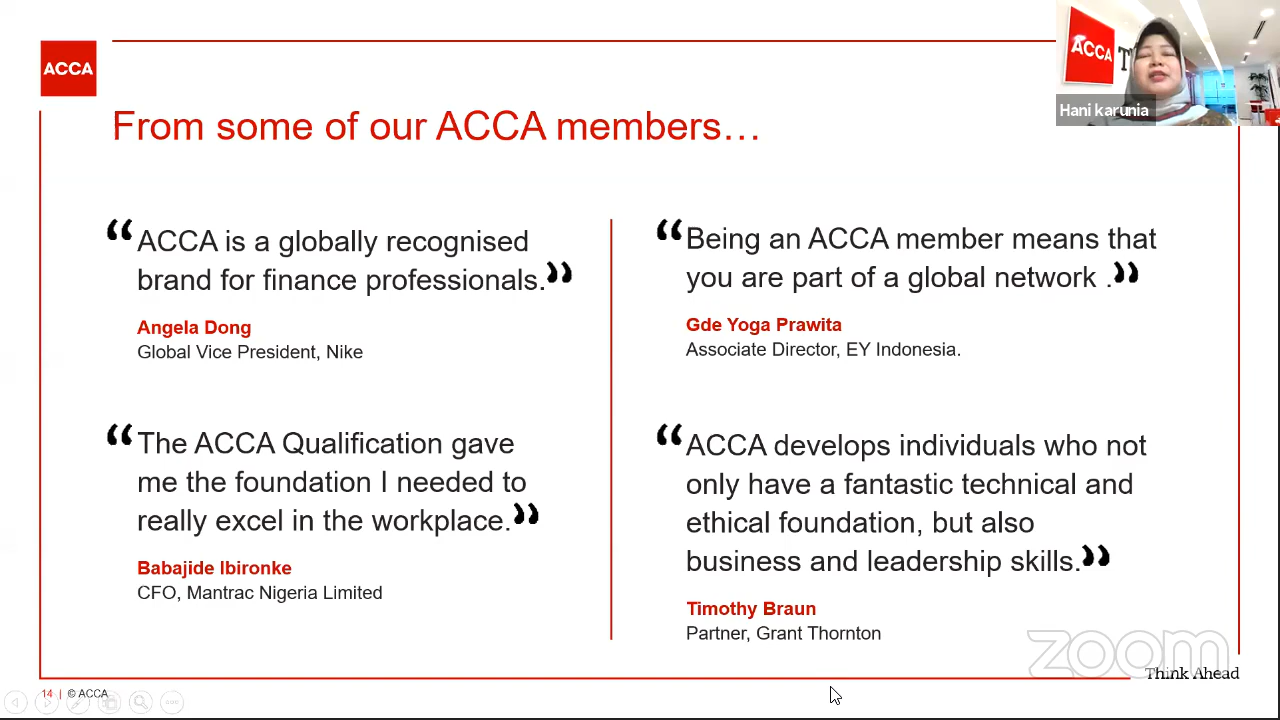 ACCA
From some of our ACCA members…
ACCA
Hani karunia
“ACCA is a globally recognised
brand for finance professionals.”
Angela Dong
Global Vice President, Nike
“The ACCA Qualification gave
me the foundation I needed to
really excel in the workplace.”
Babajide Ibironke
CFO, Mantrac Nigeria Limited
“Being an ACCA member means that
you are part of a global network .”
Gde Yoga Prawita
Associate Director, EY Indonesia.
“ACCA develops individuals who not
only have a fantastic technical and
ethical foundation, but also
business and leadership skills.”
Timothy Braun
Partner, Grant Thornton
zoom
Think Ahead
14 | © ACCA